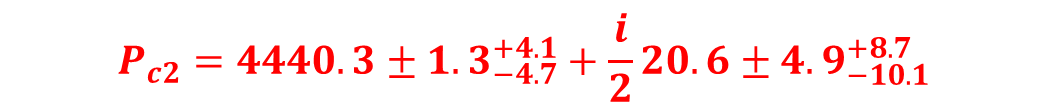 P_{c2} = 4440.3 ± 1.3^{+4.1}_{-4.7} + \frac{i}{2} 20.6 ± 4.9^{+8.7}_{-10.1}